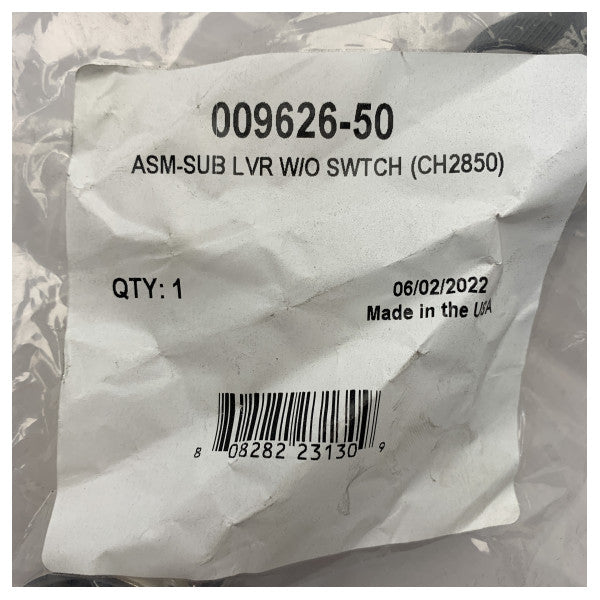 009626-50
ASM-SUB LVR W/O SWTCH (CH2850)
QTY: 1
06/02/2022
Made in the USA
8 08282 23130 9